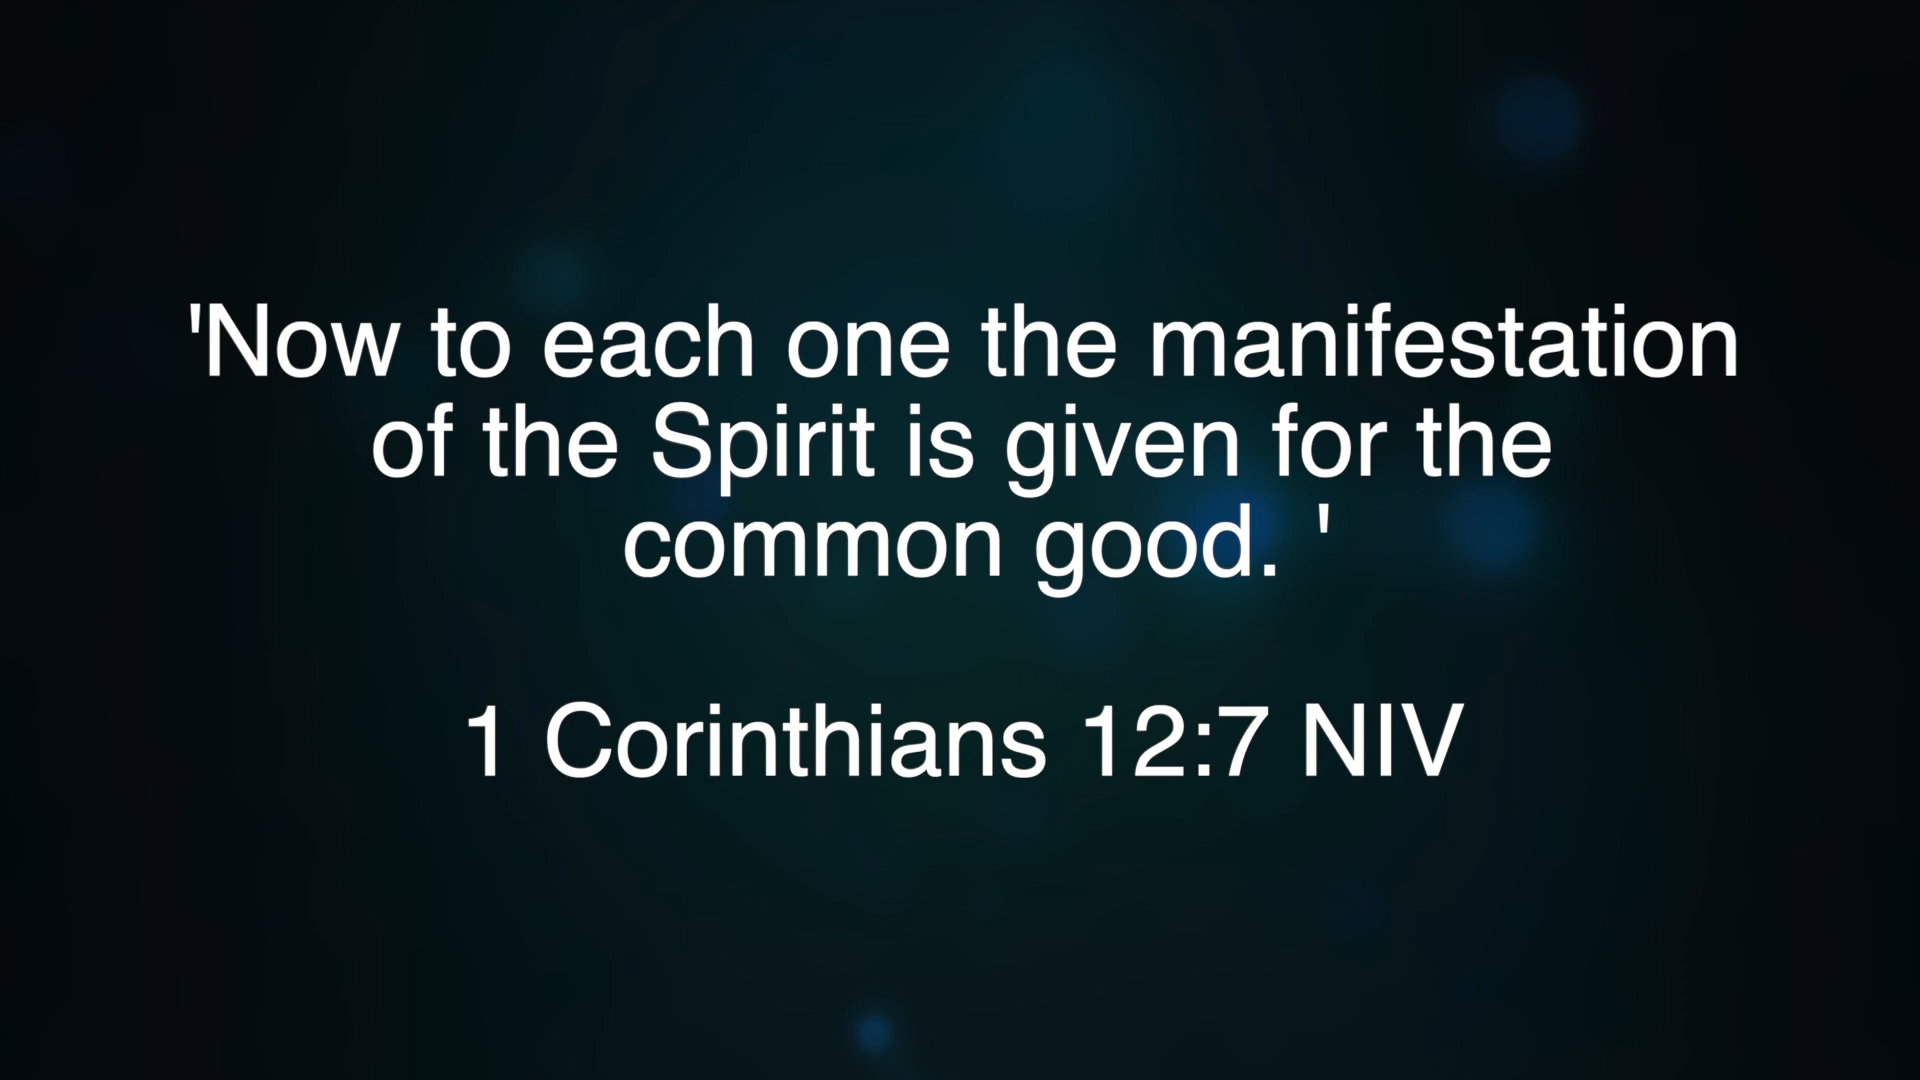 'Now to each one the manifestation
of the Spirit is given for the
common good. '
1 Corinthians 12:7 NIV